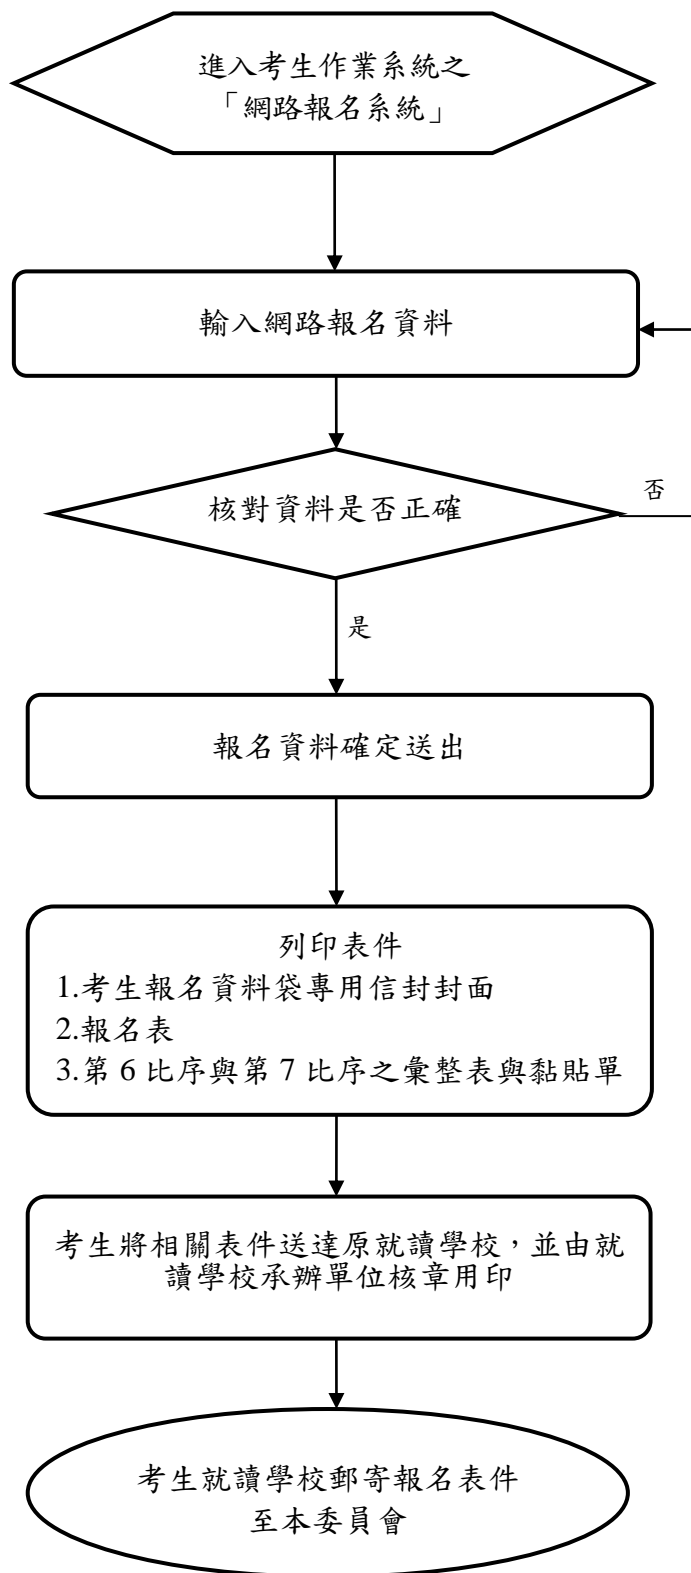 進入考生作業系統之
「網路報名系統」
輸入網路報名資料
核對資料是否正確
否
是
報名資料確定送出
列印表件
1.考生報名資料袋專用信封封面
2.報名表
3.第 6 比序與第 7 比序之彙整表與黏貼單
考生將相關表件送達原就讀學校，並由就
讀學校承辦單位核章用印
考生就讀學校郵寄報名表件
至本委員會